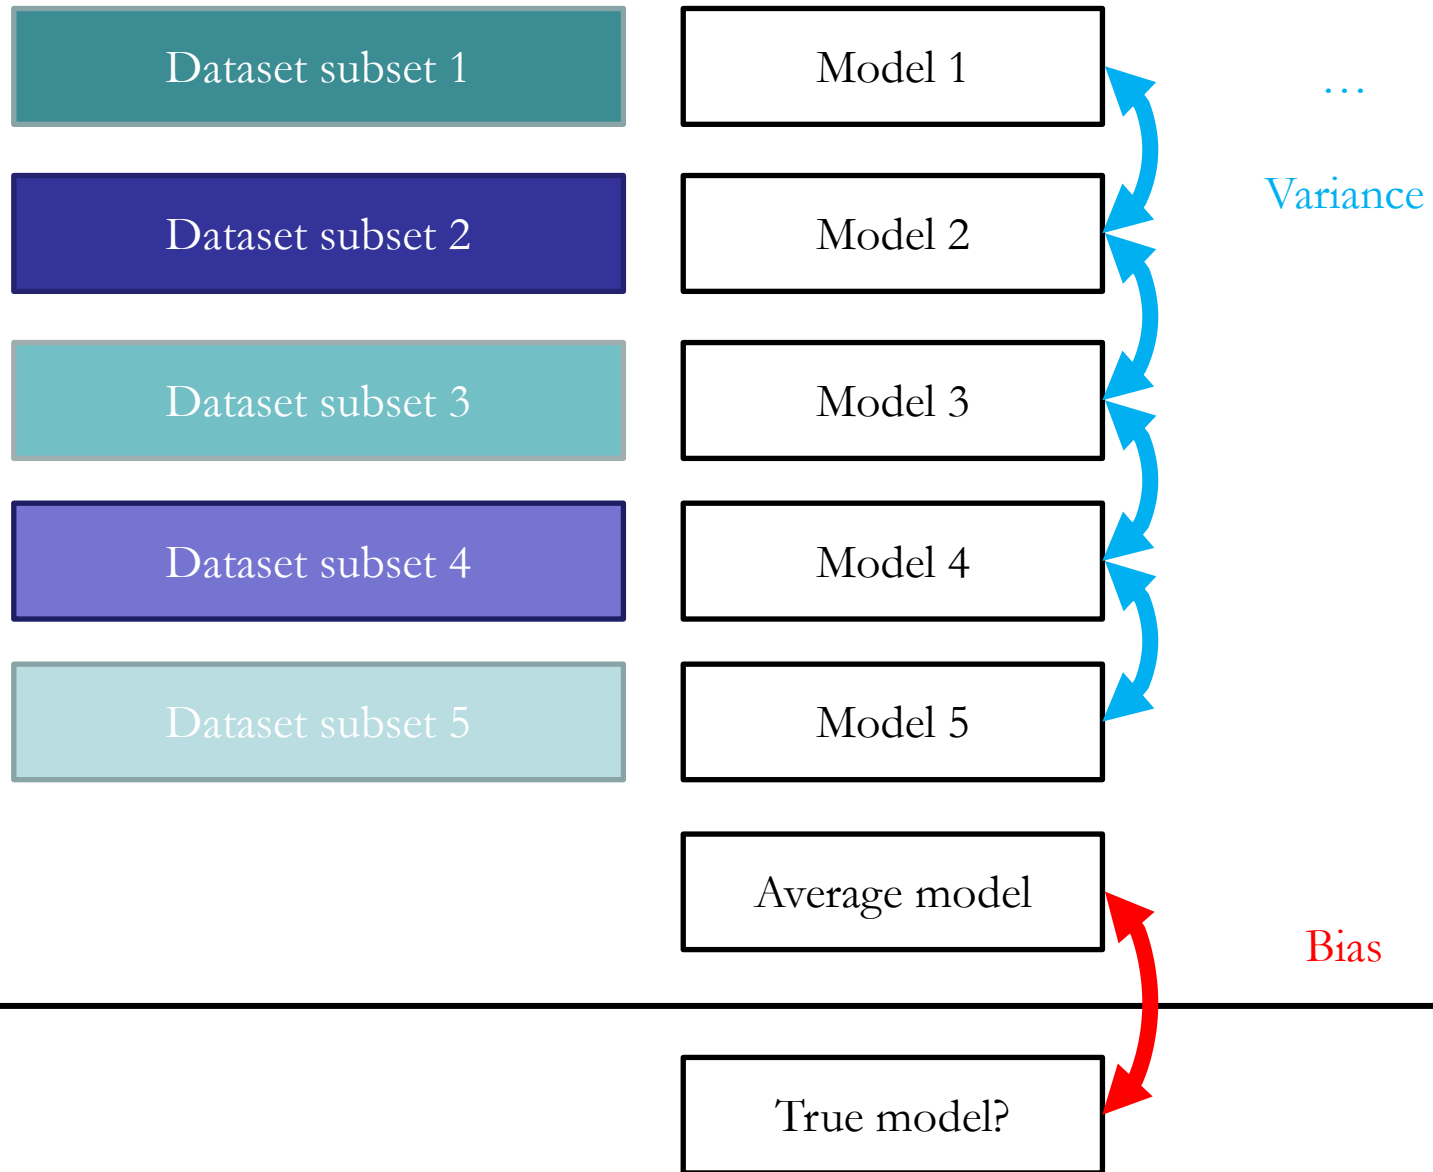 Dataset subset 1
Model 1
…
Variance
Dataset subset 2
Model 2
Dataset subset 3
Model 3
Dataset subset 4
Model 4
Dataset subset 5
Model 5
Average model
Bias
True model?